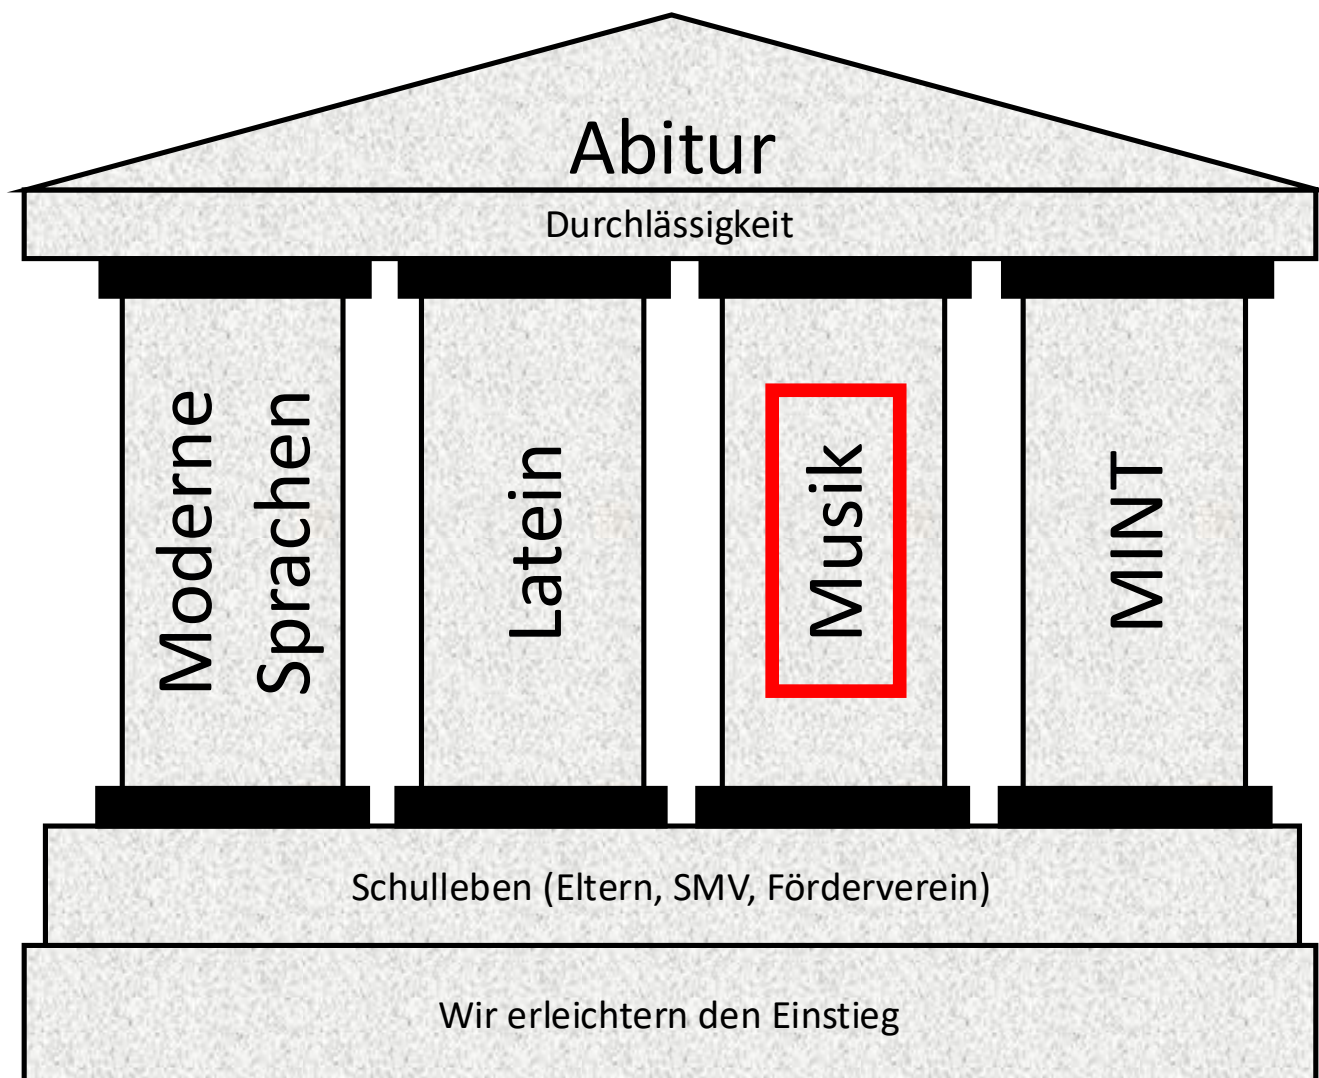 Abitur
Durchlässigkeit
Moderne
Sprachen
Latein
Musik
MINT
Schulleben (Eltern, SMV, Förderverein)
Wir erleichtern den Einstieg